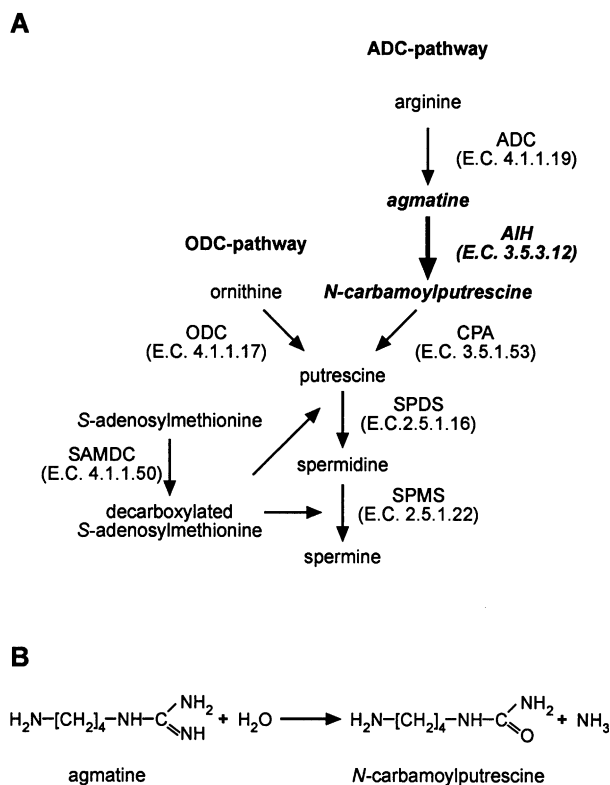 A
ADC-pathway
arginine
ADC
(E.C. 4.1.1.19)
agmatine
AIH
(E.C. 3.5.3.12)
ODC-pathway
ornithine
N-carbamoylputrescine
ODC
(E.C. 4.1.1.17)
CPA
(E.C. 3.5.1.53)
putrescine
S-adenosylmethionine
SPDS
(E.C.2.5.1.16)
SAMDC
(E.C. 4.1.1.50)
spermidine
SPMS
(E.C. 2.5.1.22)
decarboxylated
S-adenosylmethionine
spermine
B
H₂N–[CH₂]₄–NH–C NH₂ NH + H₂O → H₂N–[CH₂]₄–NH–C NH₂ O + NH₃
agmatine N-carbamoylputrescine